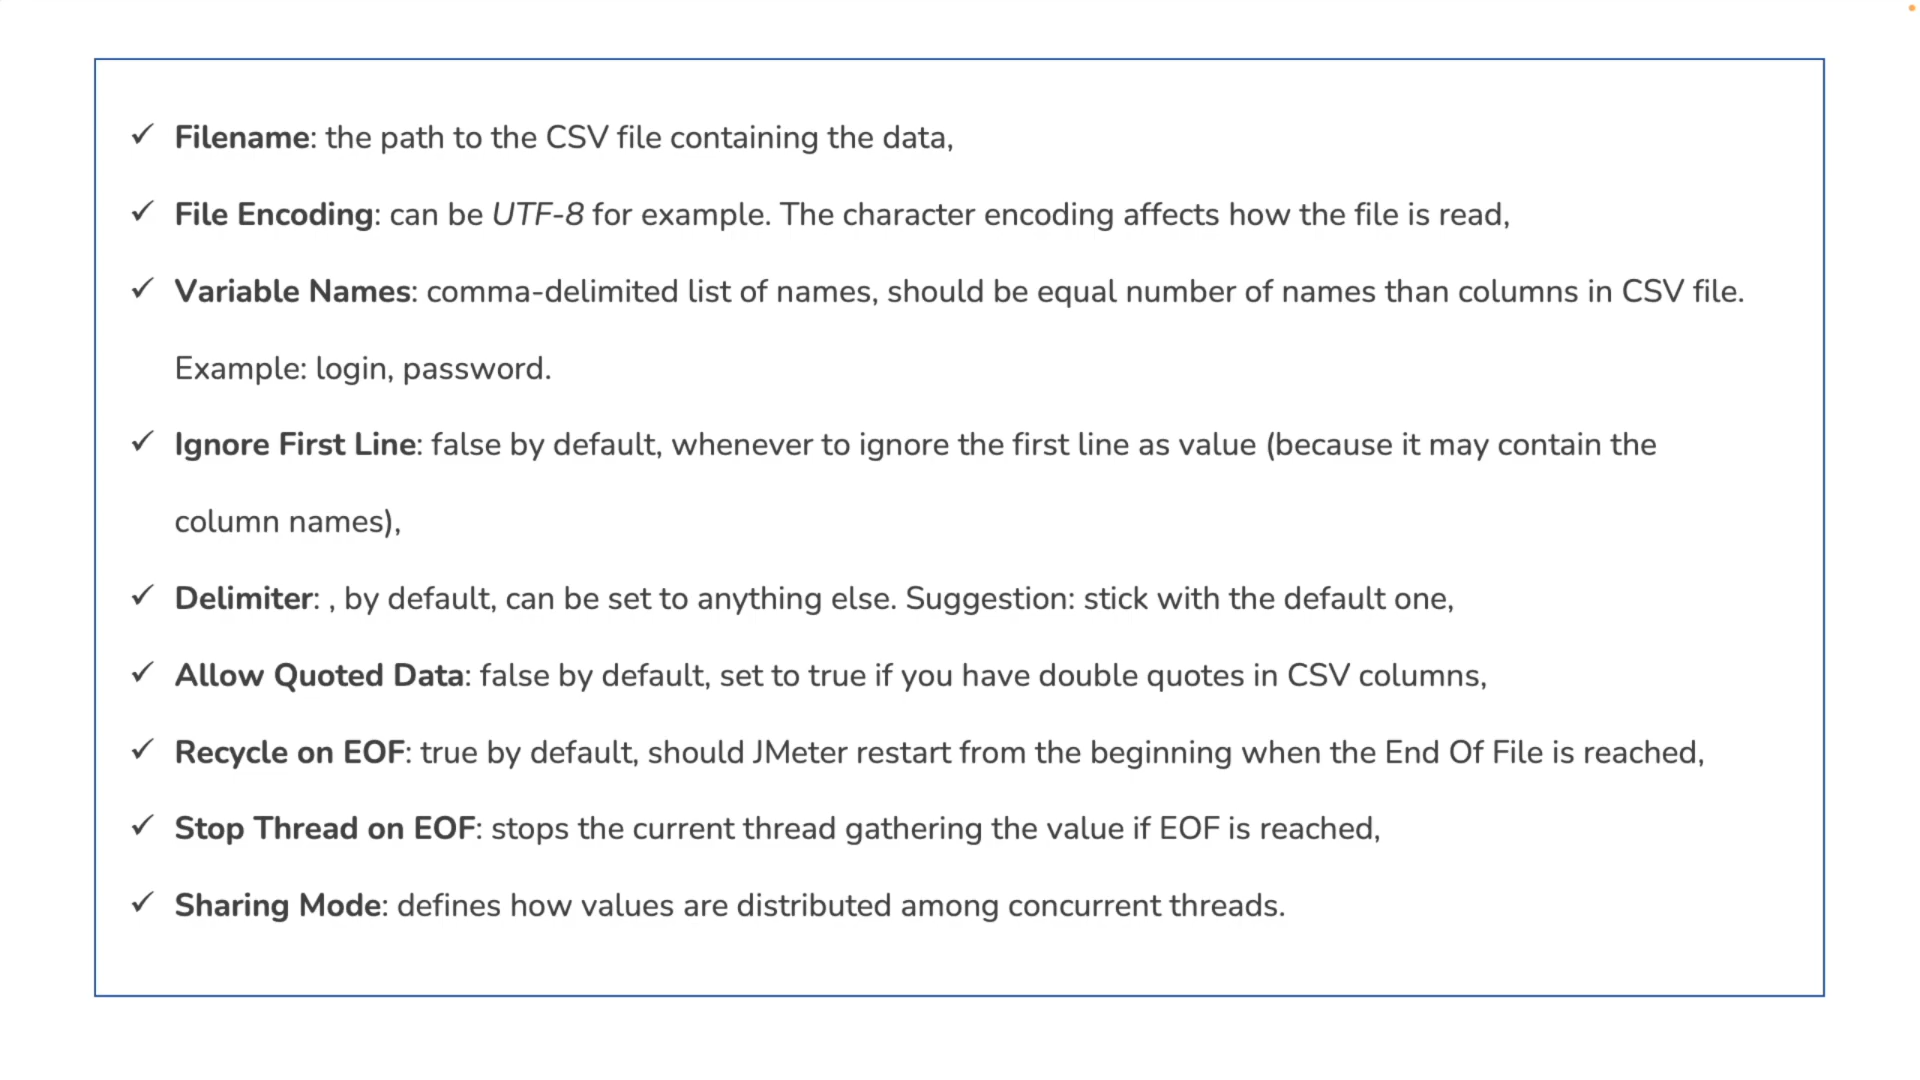 ✓ Filename: the path to the CSV file containing the data,
✓ File Encoding: can be UTF-8 for example. The character encoding affects how the file is read,
✓ Variable Names: comma-delimited list of names, should be equal number of names than columns in CSV file.
Example: login, password.
✓ Ignore First Line: false by default, whenever to ignore the first line as value (because it may contain the
column names),
✓ Delimiter: , by default, can be set to anything else. Suggestion: stick with the default one,
✓ Allow Quoted Data: false by default, set to true if you have double quotes in CSV columns,
✓ Recycle on EOF: true by default, should JMeter restart from the beginning when the End Of File is reached,
✓ Stop Thread on EOF: stops the current thread gathering the value if EOF is reached,
✓ Sharing Mode: defines how values are distributed among concurrent threads.